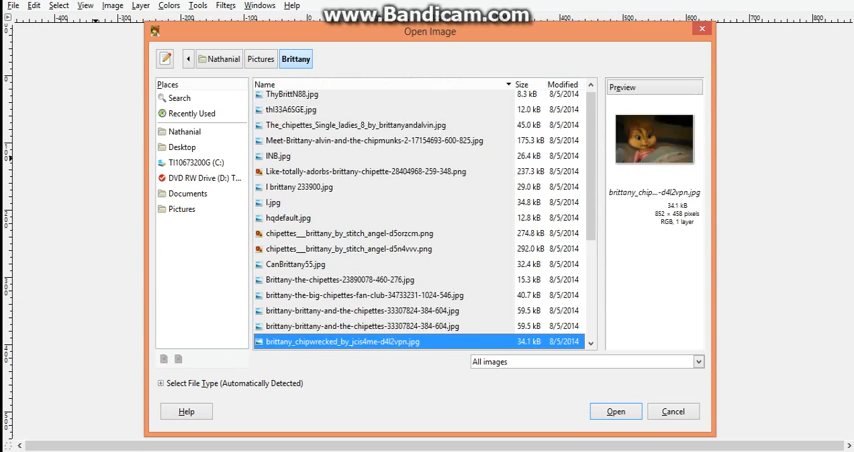 www.Bandicam.com
File Edit Select View Image Layer Colors Tools Filters Windows Help
Open Image
Nathanial Pictures Brittany
Places
Search
Recently Used
Nathanial
Desktop
TI10673200G (C:)
DVD RW Drive (D:) T...
Documents
Pictures
Name Size Modified
ThyBrittN88.jpg 8.3 kB 8/5/2014
thI33A6SGE.jpg 12.0 kB 8/5/2014
The_chipettes_Single_ladies_8_by_brittanyandalvin.jpg 45.0 kB 8/5/2014
Meet-Brittany-alvin-and-the-chipmunks-2-17154693-600-825.jpg 175.3 kB 8/5/2014
INB.jpg 26.4 kB 8/5/2014
Like-totally-adorbs-brittany-chipette-28404968-259-348.png 237.3 kB 8/5/2014
I brittany 233900.jpg 29.0 kB 8/5/2014
I.jpg 34.8 kB 8/5/2014
hqdefault.jpg 12.8 kB 8/5/2014
chipettes__brittany_by_stitch_angel-d5orzcm.png 274.8 kB 8/5/2014
chipettes__brittany_by_stitch_angel-d5n4vvv.png 292.0 kB 8/5/2014
CanBrittany55.jpg 32.4 kB 8/5/2014
Brittany-the-chipettes-23890078-460-276.jpg 15.3 kB 8/5/2014
brittany-the-big-chipettes-fan-club-34733231-1024-546.jpg 40.7 kB 8/5/2014
brittany-brittany-and-the-chipettes-33307824-384-604.jpg 59.5 kB 8/5/2014
brittany-brittany-and-the-chipettes-33307824-384-604.jpg 59.5 kB 8/5/2014
brittany_chipwrecked_by_jcis4me-d4l2vpn.jpg 34.1 kB 8/5/2014
Preview
brittany_chip...-d4l2vpn.jpg
34.1 kB
852 × 458 pixels
RGB, 1 layer
All images
Select File Type (Automatically Detected)
Help Open Cancel